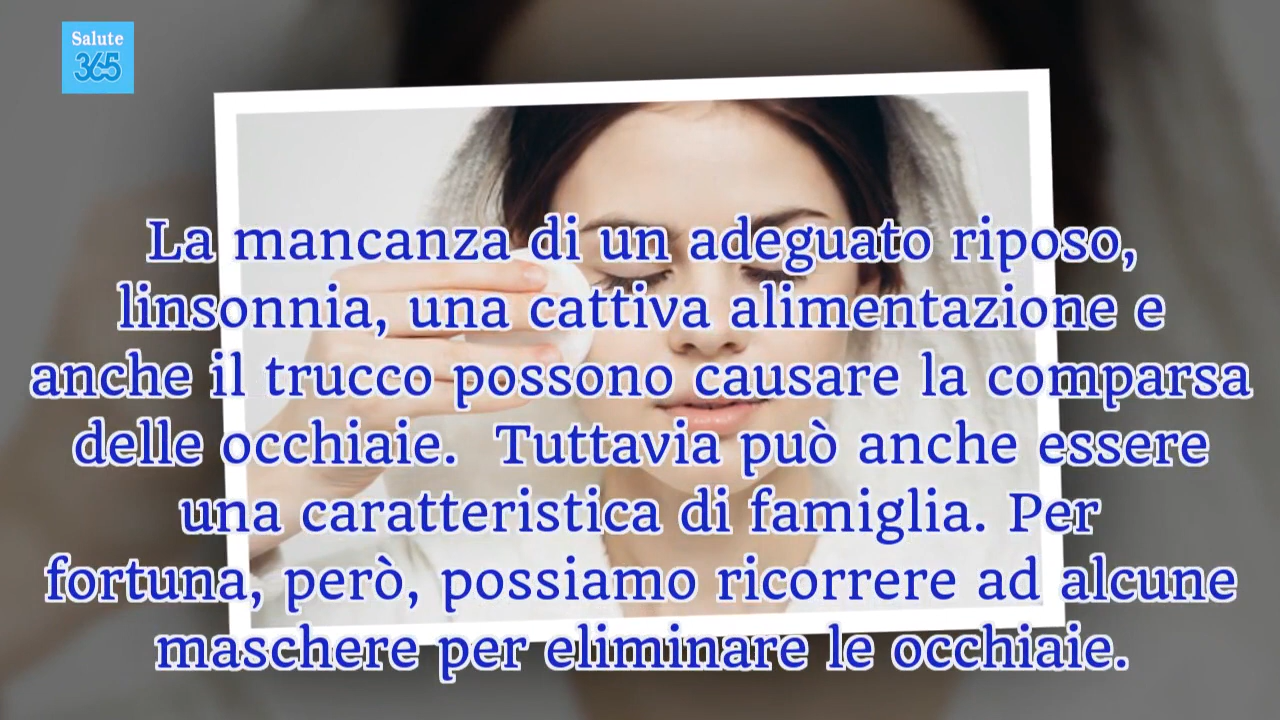 Salute
365
La mancanza di un adeguato riposo,
linsonnia, una cattiva alimentazione e
anche il trucco possono causare la comparsa
delle occhiaie.  Tuttavia può anche essere
una caratteristica di famiglia. Per
fortuna, però, possiamo ricorrere ad alcune
maschere per eliminare le occhiaie.